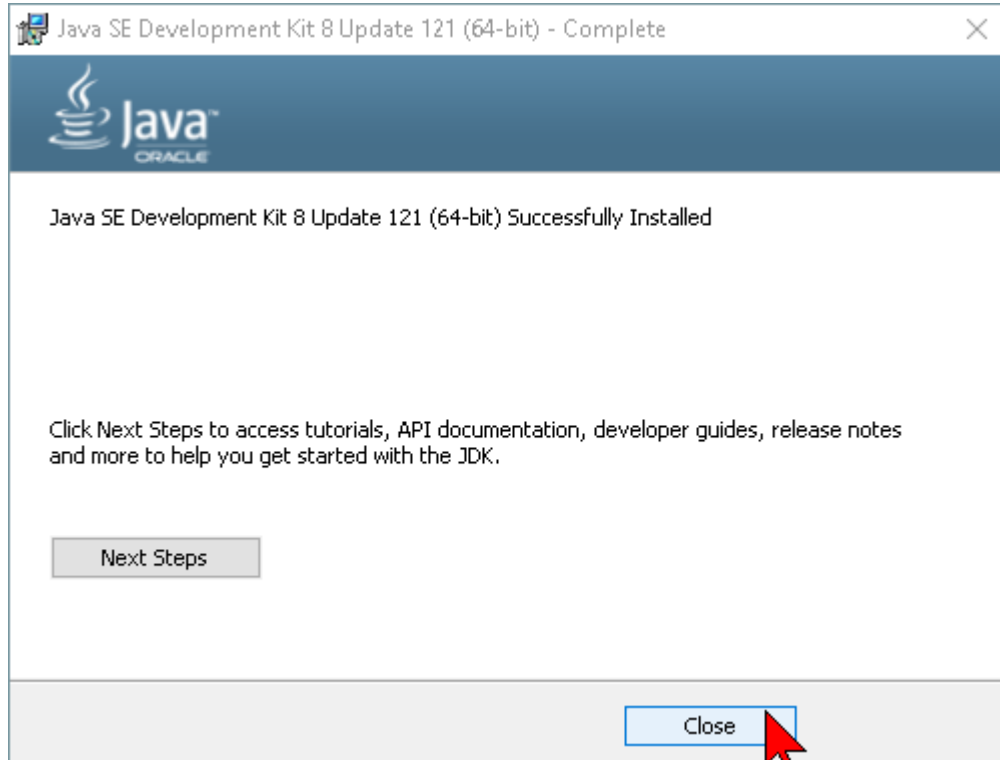 Java SE Development Kit 8 Update 121 (64-bit) - Complete
Java™
ORACLE
Java SE Development Kit 8 Update 121 (64-bit) Successfully Installed
Click Next Steps to access tutorials, API documentation, developer guides, release notes
and more to help you get started with the JDK.
Next Steps
Close